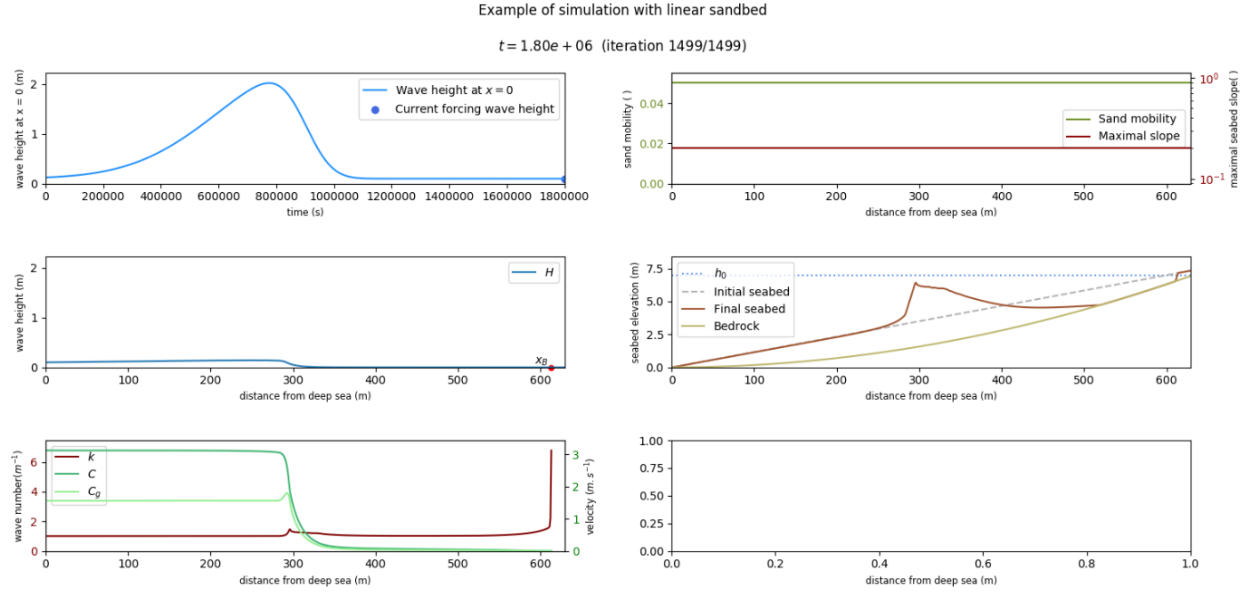 Example of simulation with linear sandbed
t = 1.80e + 06 (iteration 1499/1499)
wave height at x = 0 (m)
2
1
0
Wave height at x = 0
Current forcing wave height
0 200000 400000 600000 800000 1000000 1200000 1400000 1600000 1800000
time (s)
sand mobility ( )
0.04
0.02
0.00
Sand mobility
Maximal slope
10⁰
10⁻¹
maximal seabed slope( )
0 100 200 300 400 500 600
distance from deep sea (m)
wave height (m)
2
1
0
H
x_B
0 100 200 300 400 500 600
distance from deep sea (m)
seabed elevation (m)
7.5
5.0
2.5
0.0
h₀
Initial seabed
Final seabed
Bedrock
0 100 200 300 400 500 600
distance from deep sea (m)
wave number(m⁻¹)
6
4
2
0
k
C
C_g
3
2
1
0
velocity (m.s⁻¹)
0 100 200 300 400 500 600
distance from deep sea (m)
1.00
0.75
0.50
0.25
0.00
0.0 0.2 0.4 0.6 0.8 1.0
distance from deep sea (m)